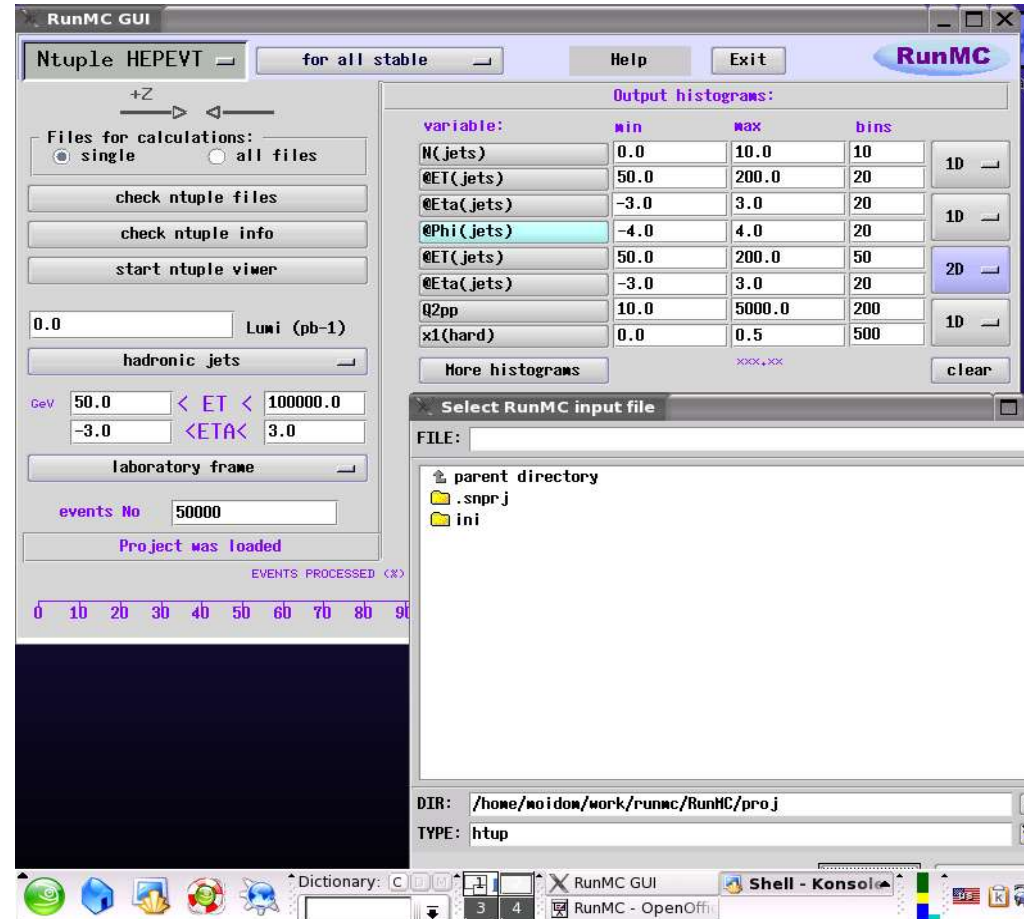 RunMC GUI
Ntuple HEPEVT for all stable Help Exit RunMC
+Z
Files for calculations:
single all files
check ntuple files
check ntuple info
start ntuple viwer
0.0 Lumi (pb-1)
hadronic jets
GeV 50.0 < ET < 100000.0
-3.0 <ETA< 3.0
laboratory frame
events No 50000
Project was loaded
EVENTS PROCESSED (%)
0 10 20 30 40 50 60 70 80 90
Output histograms:
variable: min max bins
N(jets) 0.0 10.0 10
1D
@ET(jets) 50.0 200.0 20
@Eta(jets) -3.0 3.0 20
1D
@Phi(jets) -4.0 4.0 20
@ET(jets) 50.0 200.0 50
2D
@Eta(jets) -3.0 3.0 20
Q2pp 10.0 5000.0 200
1D
x1(hard) 0.0 0.5 500
More histograms xxx.xx clear
Select RunMC input file
FILE:
parent directory
.snprj
ini
DIR: /home/moidom/work/runmc/RunMC/proj
TYPE: htup
Dictionary: C D M 1 RunMC GUI Shell - Konsole
3 4 RunMC - OpenOffi